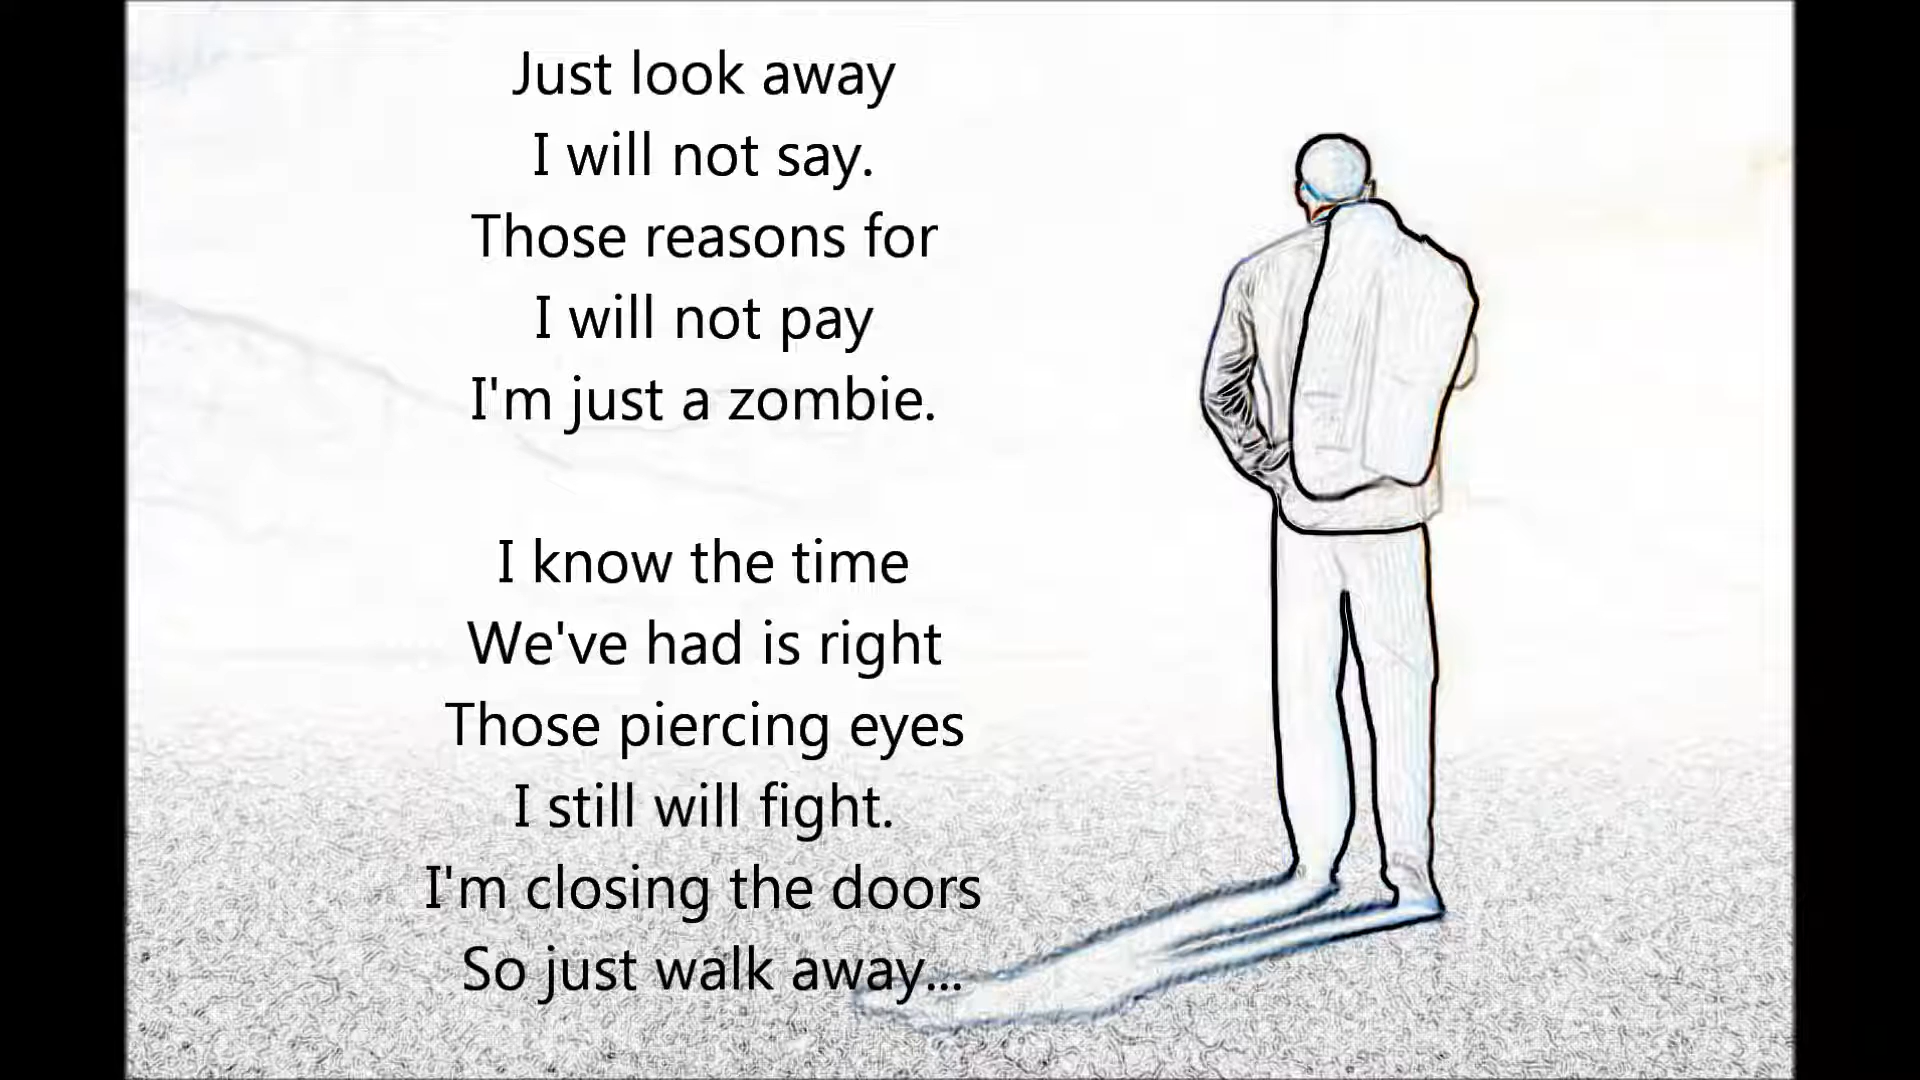 Just look away
I will not say.
Those reasons for
I will not pay
I'm just a zombie.
I know the time
We've had is right
Those piercing eyes
I still will fight.
I'm closing the doors
So just walk away...